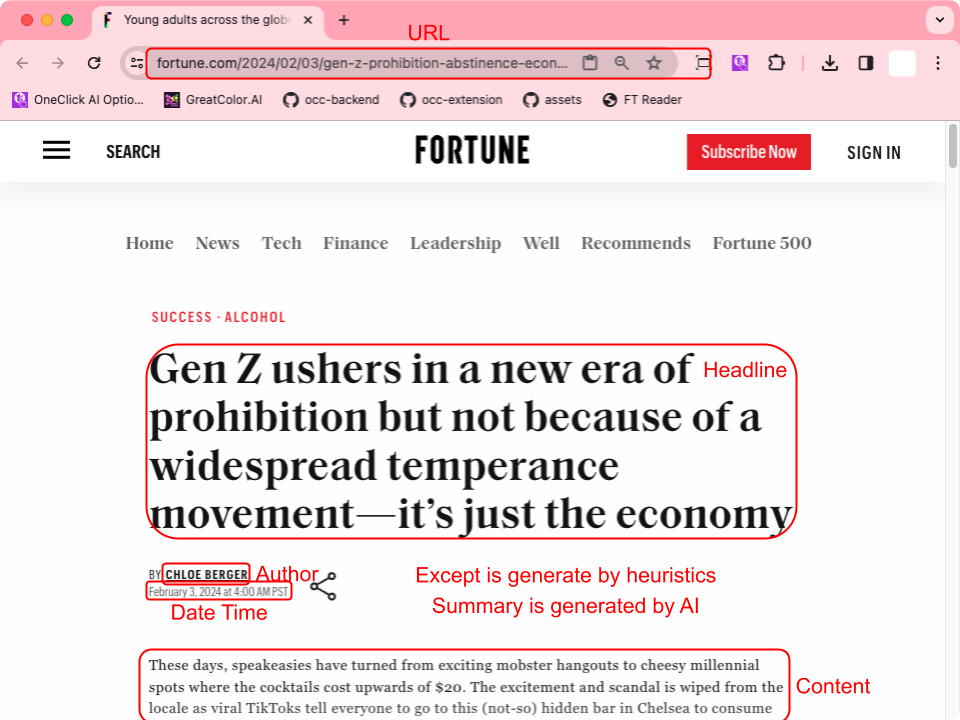 Young adults across the globe
URL
fortune.com/2024/02/03/gen-z-prohibition-abstinence-econ...
OneClick AI Optio...
GreatColor.AI
occ-backend
occ-extension
assets
FT Reader
SEARCH
FORTUNE
Subscribe Now
SIGN IN
Home News Tech Finance Leadership Well Recommends Fortune 500
SUCCESS · ALCOHOL
Gen Z ushers in a new era of
Headline
prohibition but not because of a
widespread temperance
movement—it’s just the economy
BY CHLOE BERGER
Author
February 3, 2024 at 4:00 AM PST
Date Time
Except is generate by heuristics
Summary is generated by AI
These days, speakeasies have turned from exciting mobster hangouts to cheesy millennial
spots where the cocktails cost upwards of $20. The excitement and scandal is wiped from the
Content
locale as viral TikToks tell everyone to go to this (not-so) hidden bar in Chelsea to consume